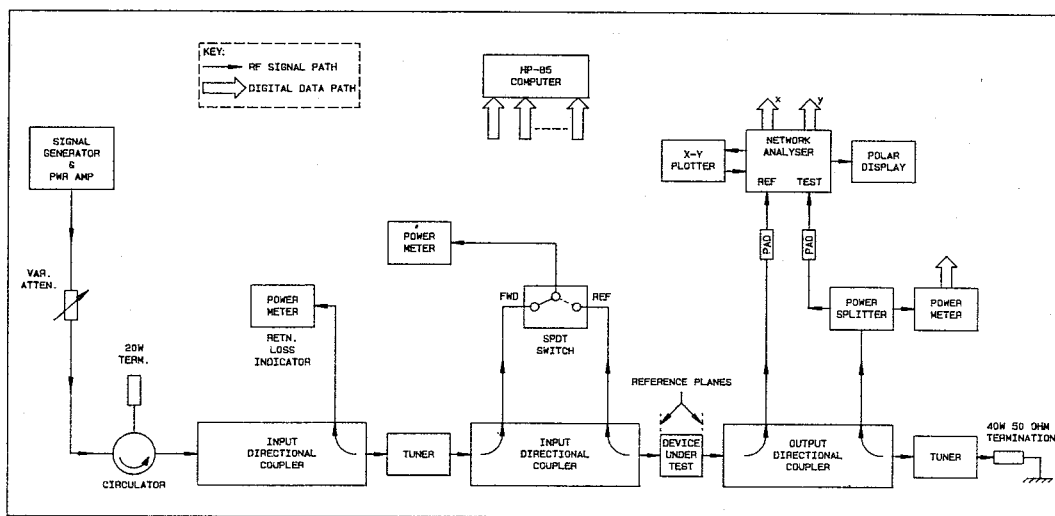 KEY:
RF SIGNAL PATH
DIGITAL DATA PATH
HP-85
COMPUTER
x
y
SIGNAL
GENERATOR
&
PWR AMP
NETWORK
ANALYSER
REF TEST
X-Y
PLOTTER
POLAR
DISPLAY
POWER
METER
PAD
PAD
VAR.
ATTEN.
POWER
METER
RETN.
LOSS
INDICATOR
FWD
REF
SPDT
SWITCH
POWER
SPLITTER
POWER
METER
20W
TERM.
REFERENCE PLANES
INPUT
DIRECTIONAL
COUPLER
TUNER
INPUT
DIRECTIONAL
COUPLER
DEVICE
UNDER
TEST
OUTPUT
DIRECTIONAL
COUPLER
TUNER
40W 50 OHM
TERMINATION
CIRCULATOR